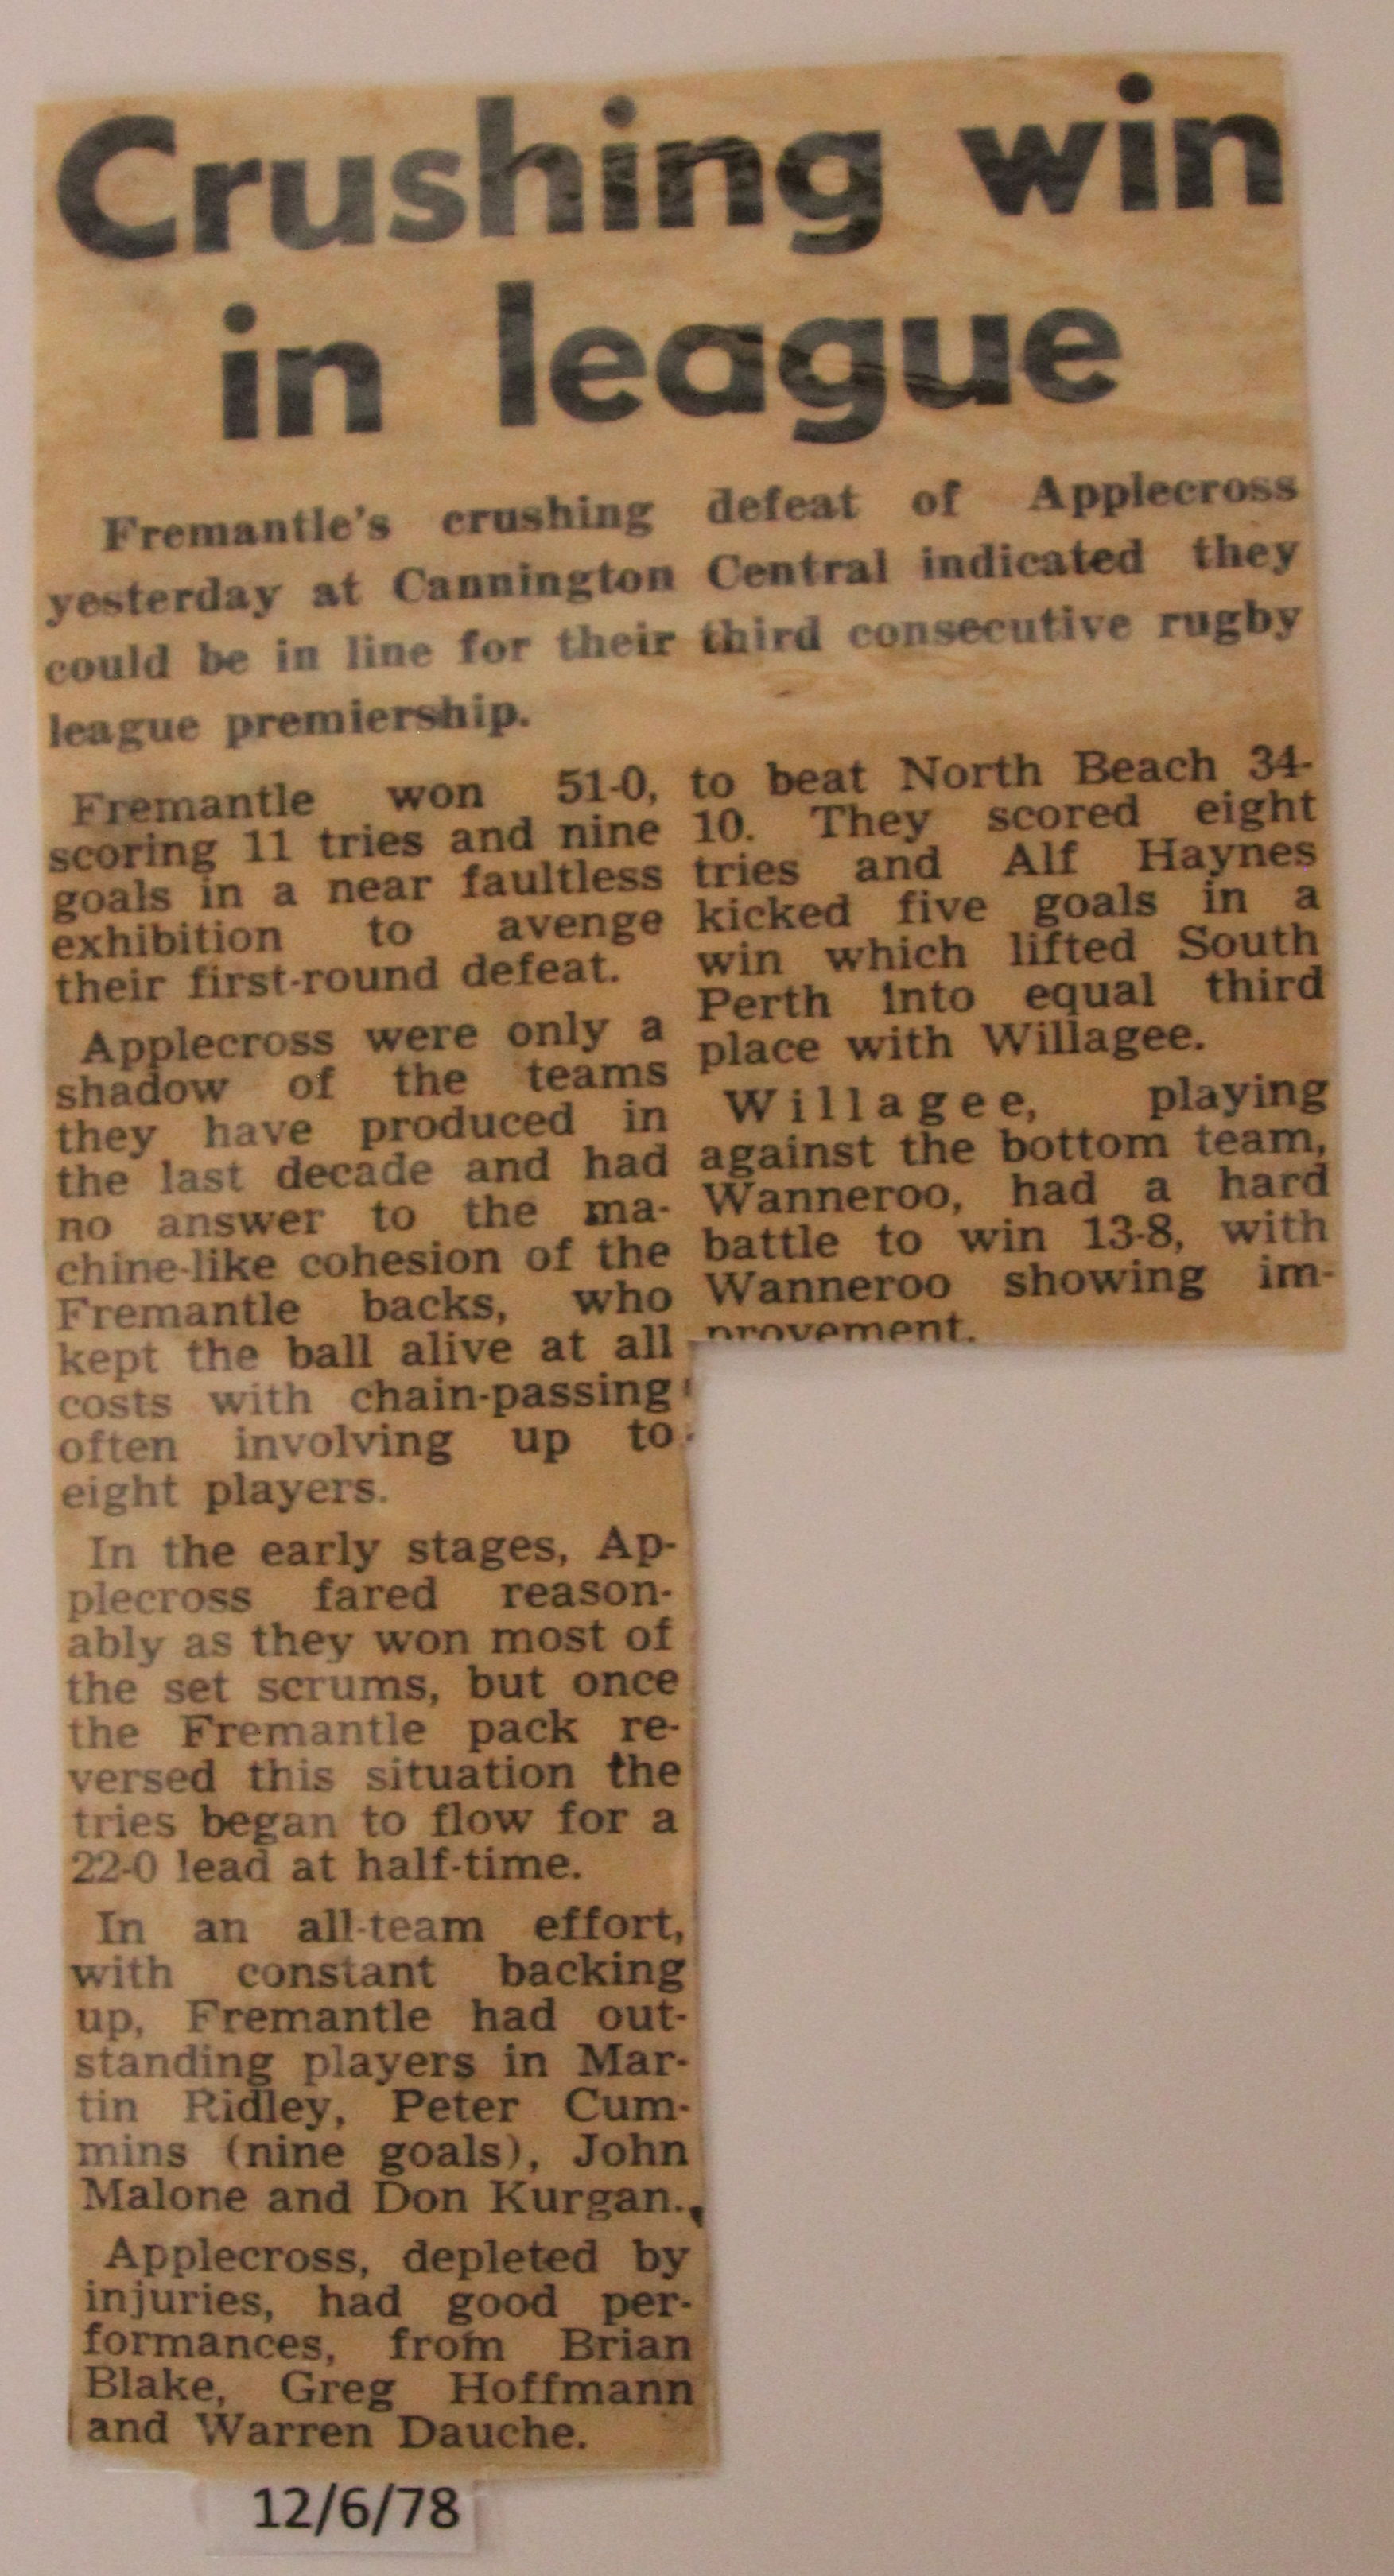 Crushing win
in league
Fremantle's crushing defeat of Applecross
yesterday at Cannington Central indicated they
could be in line for their third consecutive rugby
league premiership.
Fremantle won 51-0,
scoring 11 tries and nine
goals in a near faultless
exhibition to avenge
their first-round defeat.
Applecross were only a
shadow of the teams
they have produced in
the last decade and had
no answer to the ma-
chine-like cohesion of the
Fremantle backs, who
kept the ball alive at all
costs with chain-passing
often involving up to
eight players.
In the early stages, Ap-
plecross fared reason-
ably as they won most of
the set scrums, but once
the Fremantle pack re-
versed this situation the
tries began to flow for a
22-0 lead at half-time.
In an all-team effort,
with constant backing
up, Fremantle had out-
standing players in Mar-
tin Ridley, Peter Cum-
mins (nine goals), John
Malone and Don Kurgan.
Applecross, depleted by
injuries, had good per-
formances, from Brian
Blake, Greg Hoffmann
and Warren Dauche.
to beat North Beach 34-
10. They scored eight
tries and Alf Haynes
kicked five goals in a
win which lifted South
Perth into equal third
place with Willagee.
Willagee, playing
against the bottom team,
Wanneroo, had a hard
battle to win 13-8, with
Wanneroo showing im-
provement.
12/6/78